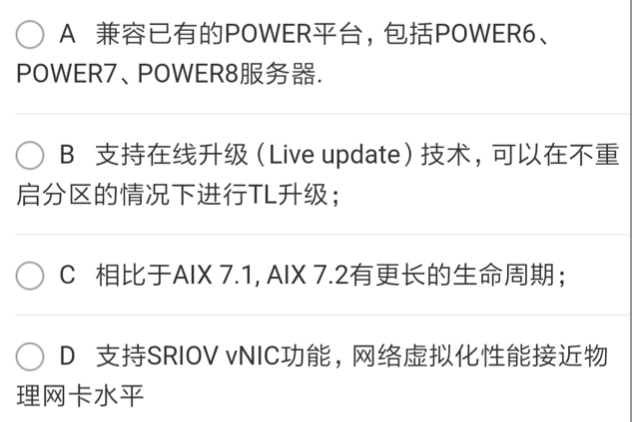 A 兼容已有的POWER平台，包括POWER6、
POWER7、POWER8服务器.
B 支持在线升级（Live update）技术，可以在不重
启分区的情况下进行TL升级；
C 相比于AIX 7.1, AIX 7.2有更长的生命周期；
D 支持SRIOV vNIC功能，网络虚拟化性能接近物
理网卡水平